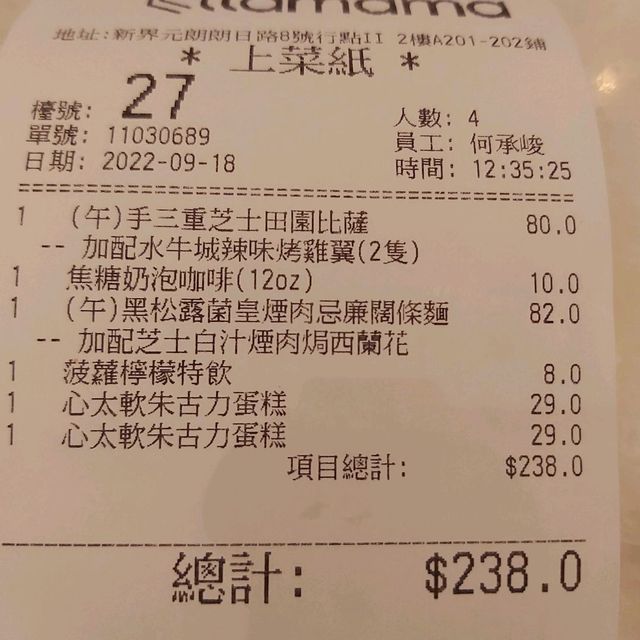 地址:新界元朗朗日路8號行點II 2樓A201-202鋪
* 上菜紙 *
檯號: 27
人數: 4
單號: 11030689
員工: 何承峻
日期: 2022-09-18
時間: 12:35:25
1 (午)手三重芝士田園比薩 80.0
-- 加配水牛城辣味烤雞翼(2隻)
1 焦糖奶泡咖啡(12oz) 10.0
1 (午)黑松露菌皇煙肉忌廉闊條麵 82.0
-- 加配芝士白汁煙肉焗西蘭花
1 菠蘿檸檬特飲 8.0
1 心太軟朱古力蛋糕 29.0
1 心太軟朱古力蛋糕 29.0
項目總計: $238.0
總計: $238.0